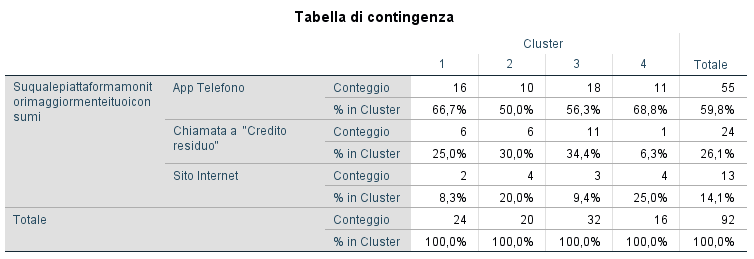 Tabella di contingenza
Cluster
1 2 3 4 Totale
Suqualepiattaformamonit
orimaggiormenteituoicon
sumi
App Telefono Conteggio 16 10 18 11 55
% in Cluster 66,7% 50,0% 56,3% 68,8% 59,8%
Chiamata a "Credito
residuo"
Conteggio 6 6 11 1 24
% in Cluster 25,0% 30,0% 34,4% 6,3% 26,1%
Sito Internet Conteggio 2 4 3 4 13
% in Cluster 8,3% 20,0% 9,4% 25,0% 14,1%
Totale Conteggio 24 20 32 16 92
% in Cluster 100,0% 100,0% 100,0% 100,0% 100,0%